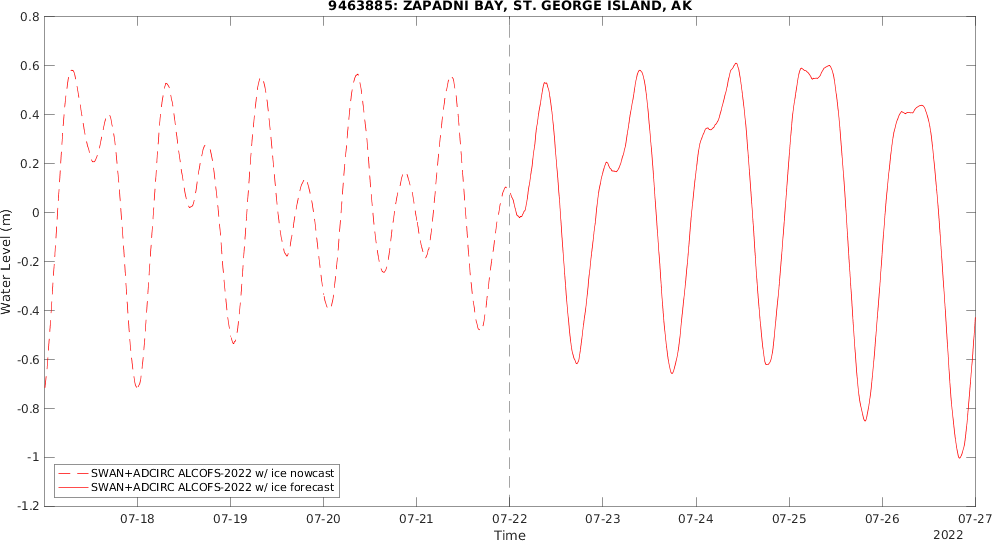 9463885: ZAPADNI BAY, ST. GEORGE ISLAND, AK
0.8
0.6
0.4
0.2
0
-0.2
-0.4
-0.6
-0.8
-1
-1.2
Water Level (m)
SWAN+ADCIRC ALCOFS-2022 w/ ice nowcast
SWAN+ADCIRC ALCOFS-2022 w/ ice forecast
07-18 07-19 07-20 07-21 07-22 07-23 07-24 07-25 07-26 07-27
Time
2022